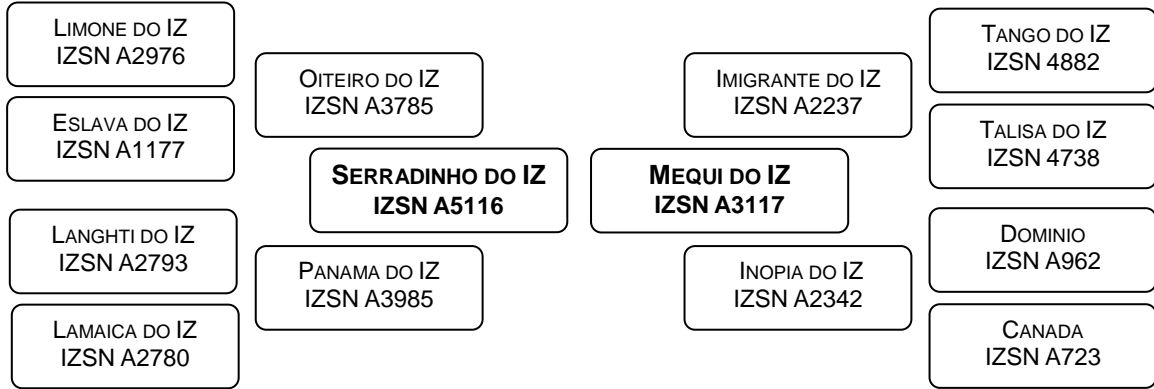 LIMONE DO IZ
IZSN A2976
ESLAVA DO IZ
IZSN A1177
OITEIRO DO IZ
IZSN A3785
SERRADINHO DO IZ
IZSN A5116
LANGHTI DO IZ
IZSN A2793
LAMAICA DO IZ
IZSN A2780
PANAMA DO IZ
IZSN A3985
IMIGRANTE DO IZ
IZSN A2237
TANGO DO IZ
IZSN 4882
TALISA DO IZ
IZSN 4738
MEQUI DO IZ
IZSN A3117
INOPIA DO IZ
IZSN A2342
DOMINIO
IZSN A962
CANADA
IZSN A723